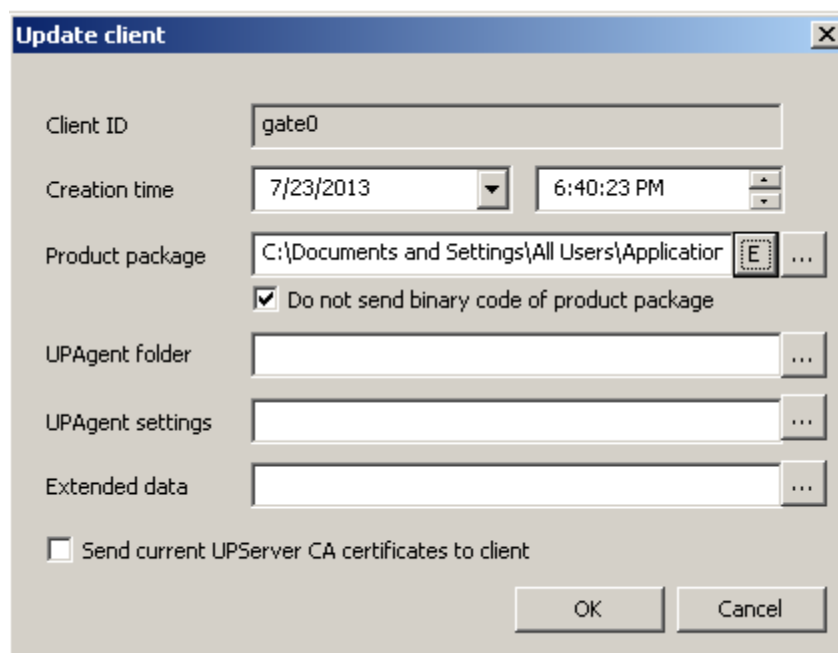 Update client
Client ID gate0
Creation time 7/23/2013 6:40:23 PM
Product package C:\Documents and Settings\All Users\Application E ...
Do not send binary code of product package
UPAgent folder ...
UPAgent settings ...
Extended data ...
Send current UPServer CA certificates to client
OK Cancel